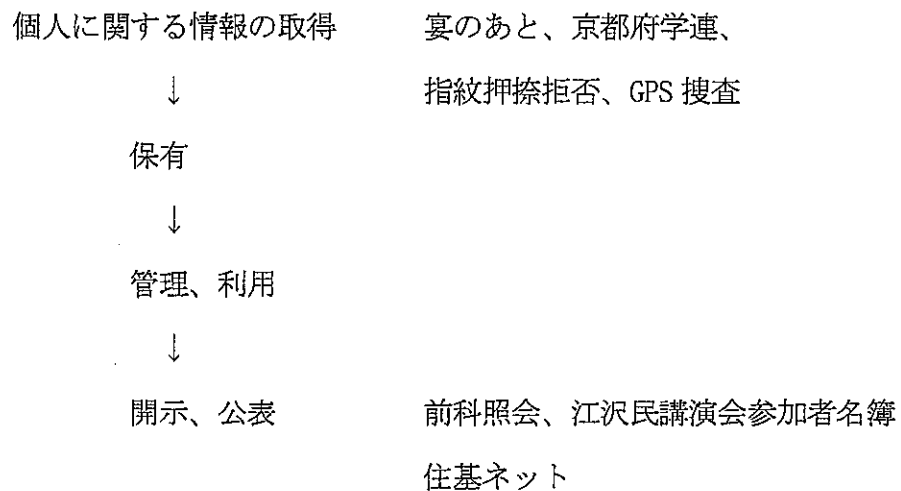 個人に関する情報の取得 宴のあと、京都府学連、
↓ 指紋押捺拒否、GPS 捜査
保有
↓
管理、利用
↓
開示、公表 前科照会、江沢民講演会参加者名簿
住基ネット